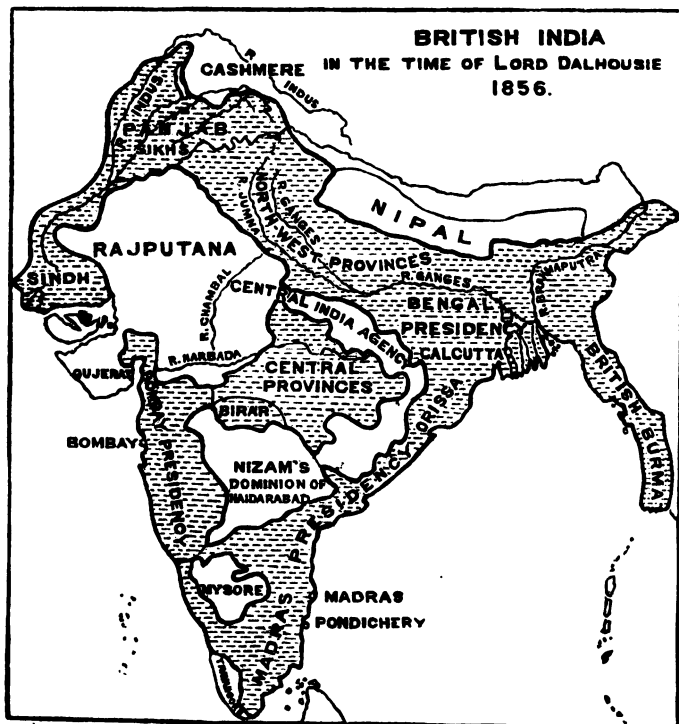 BRITISH INDIA
IN THE TIME OF LORD DALHOUSIE
1856.
CASHMERE
R. INDUS
R. INDUS
PANJAB
SIKHS
NIPAL
R. GANGES
R. JUMNA
NORTH WEST PROVINCES
RAJPUTANA
R. GANGES
R. BRAHMAPUTRA
SINDH
R. CHAMBAL
CENTRAL INDIA AGENCY
BENGAL
PRESIDEN
CALCUTTA
R. NARBADA
GUJERAT
CENTRAL
PROVINCES
BIRAR
ORISSA
BRITISH BURMA
BOMBAY
BOMBAY PRESIDENCY
NIZAM'S
DOMINION OF
HAIDARABAD
MADRAS PRESIDENCY
MYSORE
MADRAS
PONDICHERY